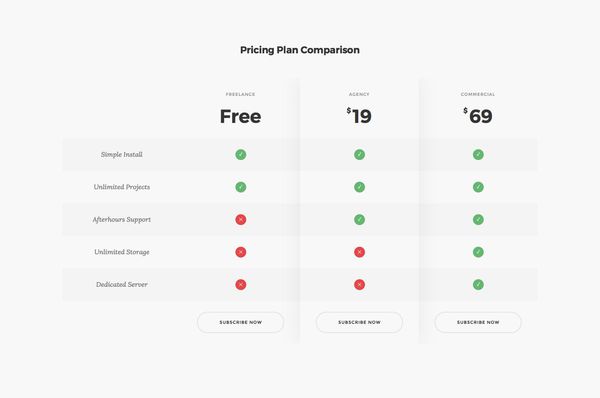 Pricing Plan Comparison
FREELANCE AGENCY COMMERCIAL
Free $19 $69
Simple Install ✓ ✓ ✓
Unlimited Projects ✓ ✓ ✓
Afterhours Support ✕ ✓ ✓
Unlimited Storage ✕ ✕ ✓
Dedicated Server ✕ ✕ ✓
SUBSCRIBE NOW SUBSCRIBE NOW SUBSCRIBE NOW